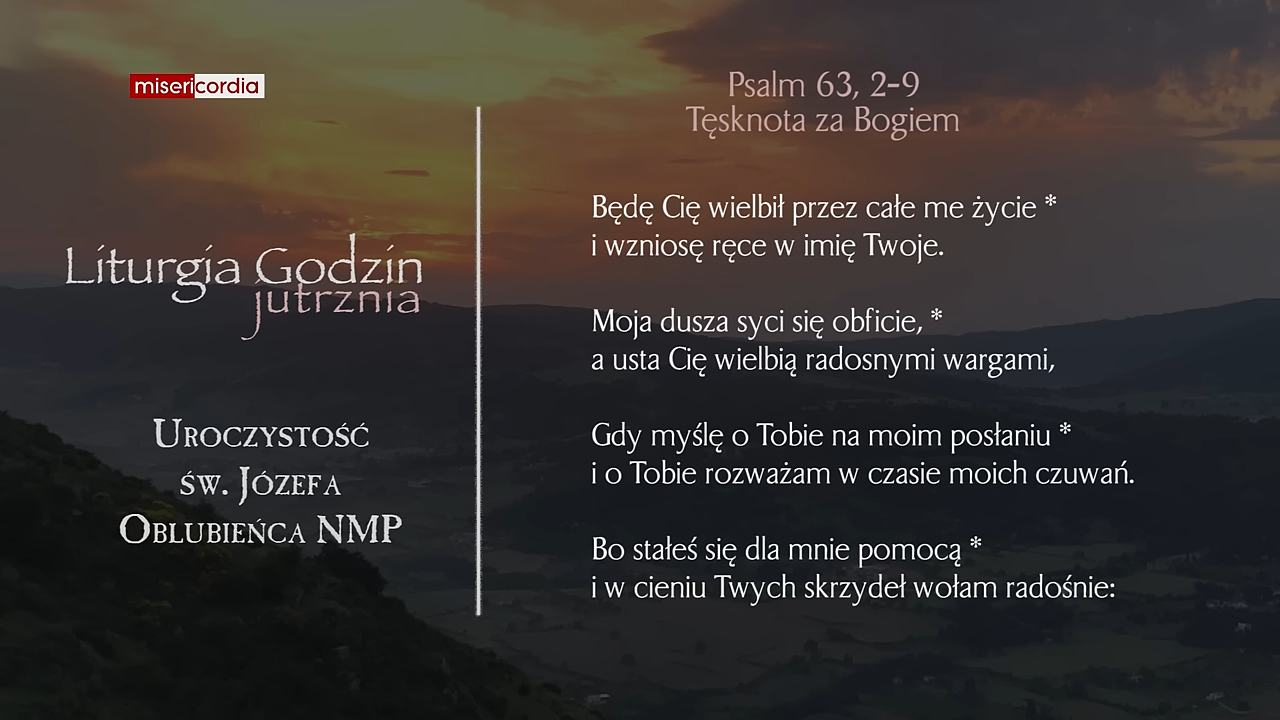 misericordia
Liturgia Godzin
jutrznia
Uroczystość
św. Józefa
Oblubieńca NMP
Psalm 63, 2-9
Tęsknota za Bogiem
Będę Cię wielbił przez całe me życie *
i wzniosę ręce w imię Twoje.
Moja dusza syci się obficie, *
a usta Cię wielbią radosnymi wargami,
Gdy myślę o Tobie na moim posłaniu *
i o Tobie rozważam w czasie moich czuwań.
Bo stałeś się dla mnie pomocą *
i w cieniu Twych skrzydeł wołam radośnie: